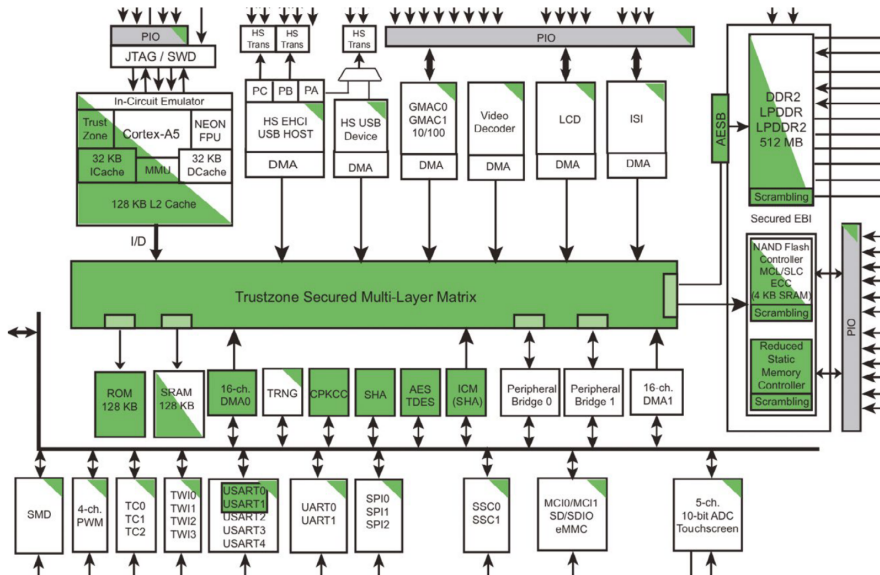 PIO
JTAG / SWD
In-Circuit Emulator
Trust
Zone
Cortex-A5
NEON
FPU
32 KB
ICache
MMU
32 KB
DCache
128 KB L2 Cache
I/D
HS
Trans
HS
Trans
HS
Trans
PC
PB
PA
HS EHCI
USB HOST
DMA
HS USB
Device
DMA
PIO
GMAC0
GMAC1
10/100
DMA
Video
Decoder
DMA
LCD
DMA
ISI
DMA
AESB
DDR2
LPDDR
LPDDR2
512 MB
Scrambling
Secured EBI
NAND Flash
Controller
MCL/SLC
ECC
(4 KB SRAM)
Scrambling
Reduced
Static
Memory
Controller
Scrambling
PIO
Trustzone Secured Multi-Layer Matrix
ROM
128 KB
SRAM
128 KB
16-ch.
DMA0
TRNG
CPKCC
SHA
AES
TDES
ICM
(SHA)
Peripheral
Bridge 0
Peripheral
Bridge 1
16-ch.
DMA1
SMD
4-ch.
PWM
TC0
TC1
TC2
TWI0
TWI1
TWI2
TWI3
USART0
USART1
USART2
USART3
USART4
UART0
UART1
SPI0
SPI1
SPI2
SSC0
SSC1
MCI0/MCI1
SD/SDIO
eMMC
5-ch.
10-bit ADC
Touchscreen